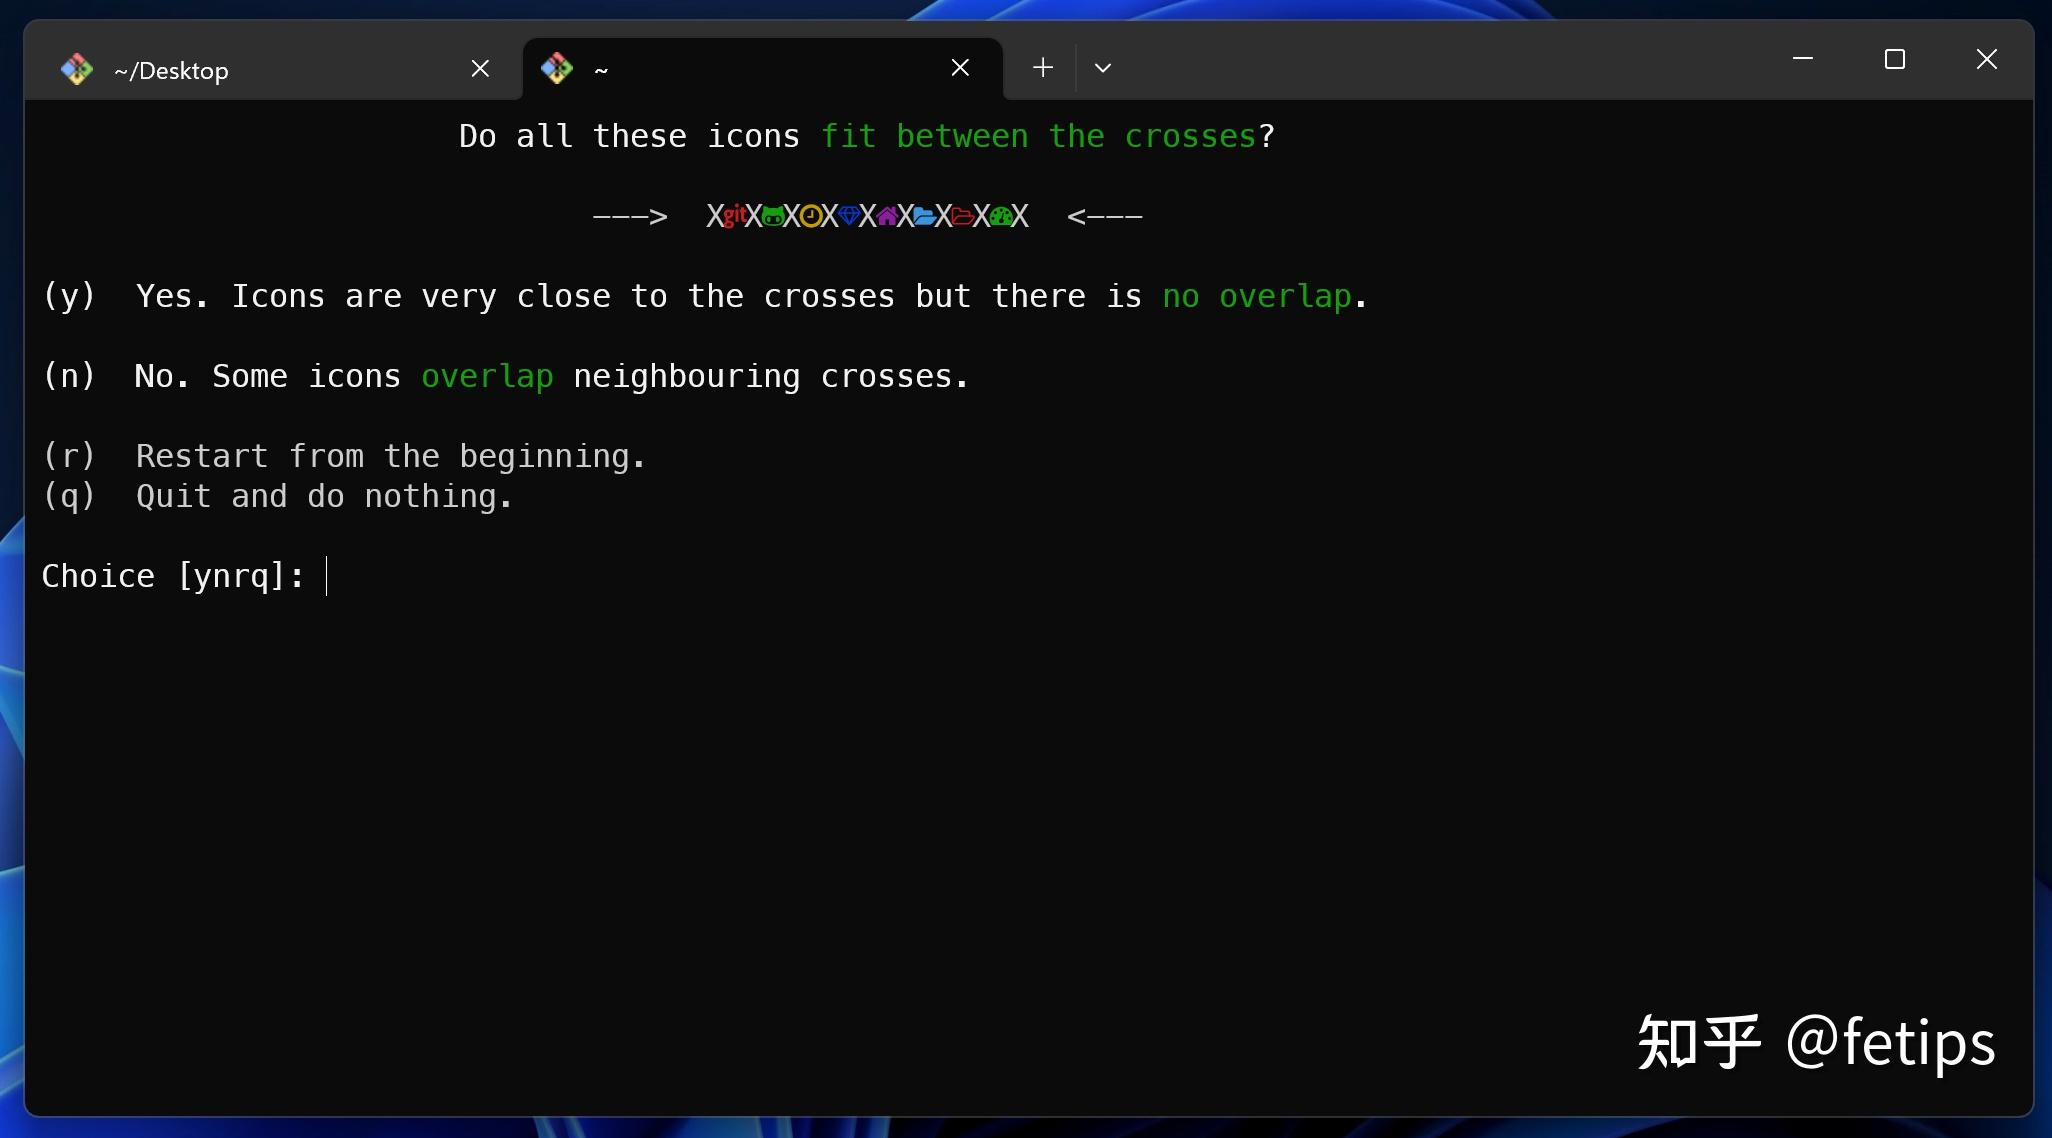 ~/Desktop
~
Do all these icons fit between the crosses?
---> XgitXXXXXXXX <---
(y) Yes. Icons are very close to the crosses but there is no overlap.
(n) No. Some icons overlap neighbouring crosses.
(r) Restart from the beginning.
(q) Quit and do nothing.
Choice [ynrq]:
知乎 @fetips